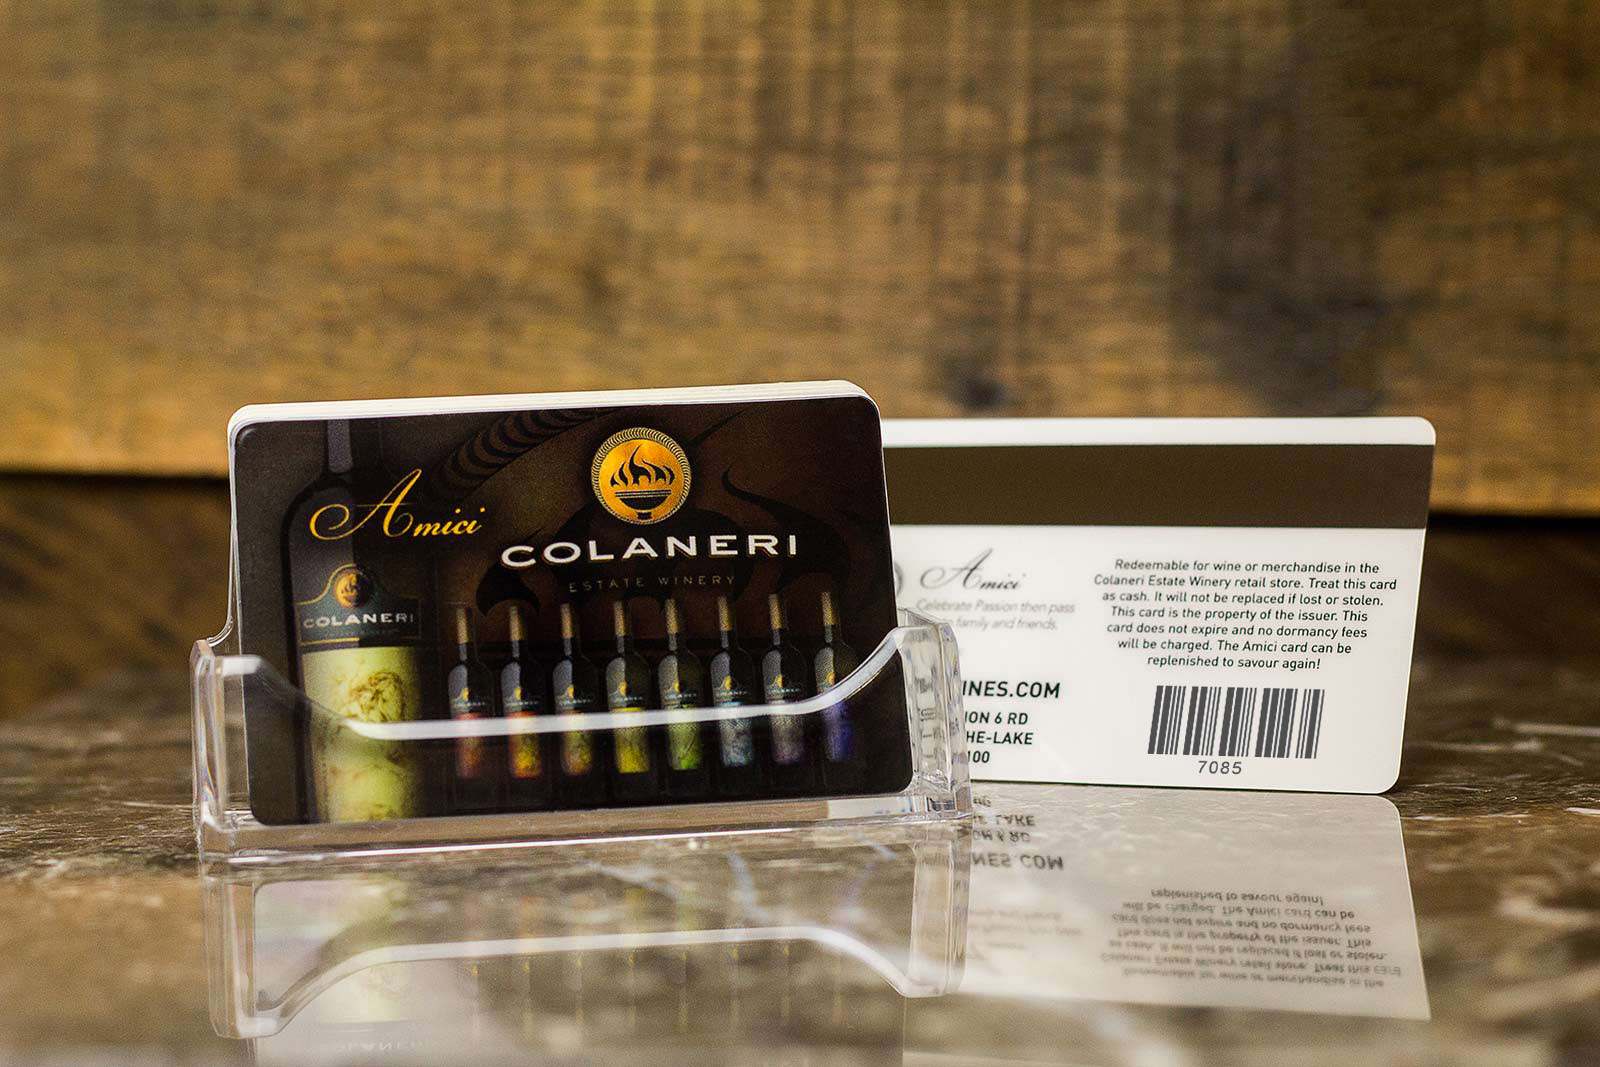 Amici
COLANERI
ESTATE WINERY
COLANERI
Amici
Celebrate Passion then pass
family and friends.
INES.COM
ION 6 RD
HE-LAKE
100
Redeemable for wine or merchandise in the
Colaneri Estate Winery retail store. Treat this card
as cash. It will not be replaced if lost or stolen.
This card is the property of the issuer. This
card does not expire and no dormancy fees
will be charged. The Amici card can be
replenished to savour again!
7085